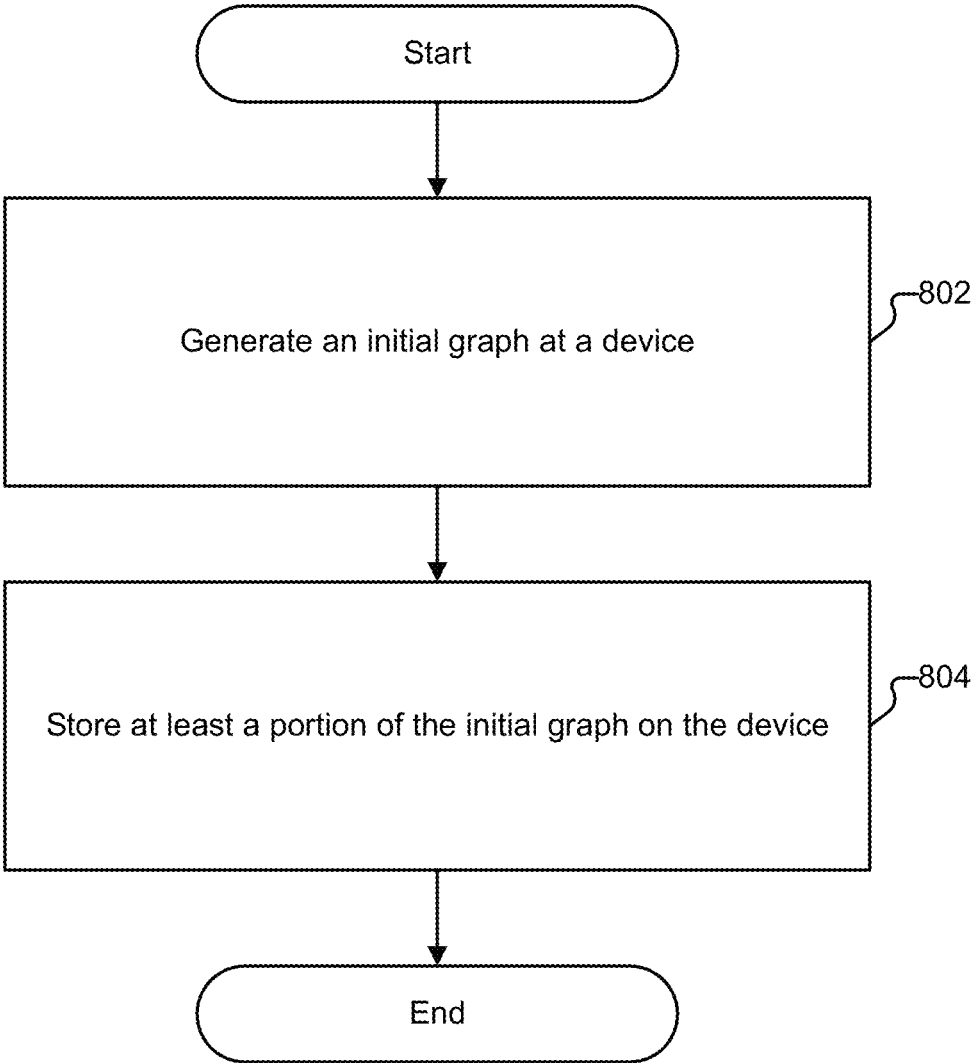 Start
802
Generate an initial graph at a device
804
Store at least a portion of the initial graph on the device
End